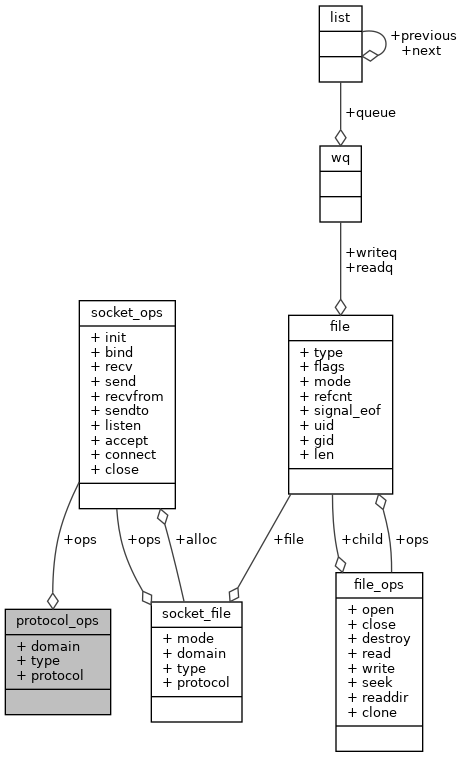 list
+previous
+next
+queue
wq
+writeq
+readq
socket_ops
+ init
+ bind
+ recv
+ send
+ recvfrom
+ sendto
+ listen
+ accept
+ connect
+ close
file
+ type
+ flags
+ mode
+ refcnt
+ signal_eof
+ uid
+ gid
+ len
+ops
+ops
+alloc
+file
+child
+ops
protocol_ops
+ domain
+ type
+ protocol
socket_file
+ mode
+ domain
+ type
+ protocol
file_ops
+ open
+ close
+ destroy
+ read
+ write
+ seek
+ readdir
+ clone